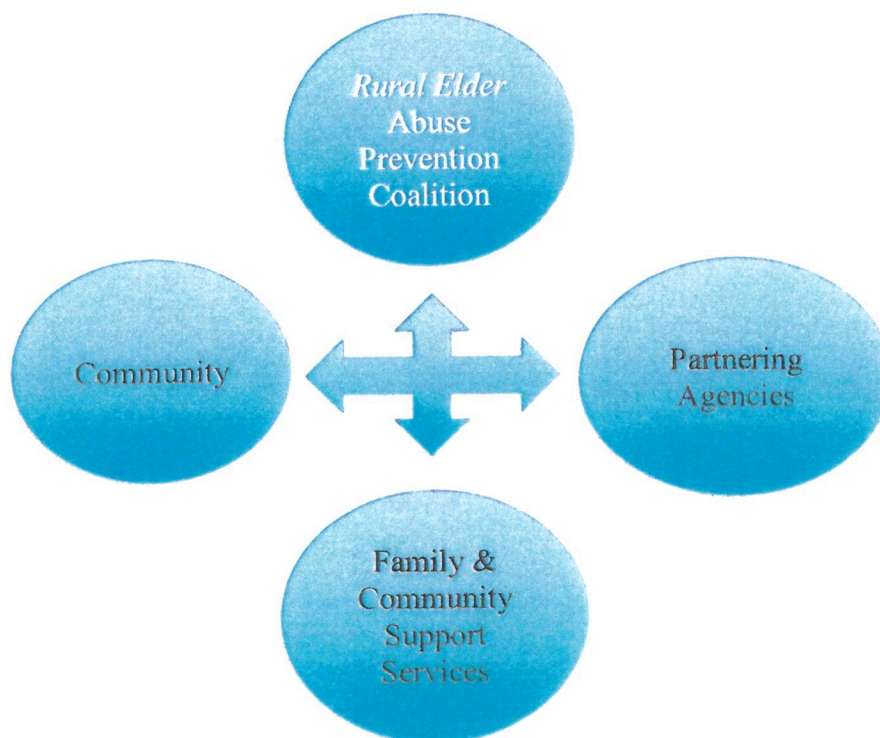 Rural Elder
Abuse
Prevention
Coalition
Community
Partnering
Agencies
Family &
Community
Support
Services